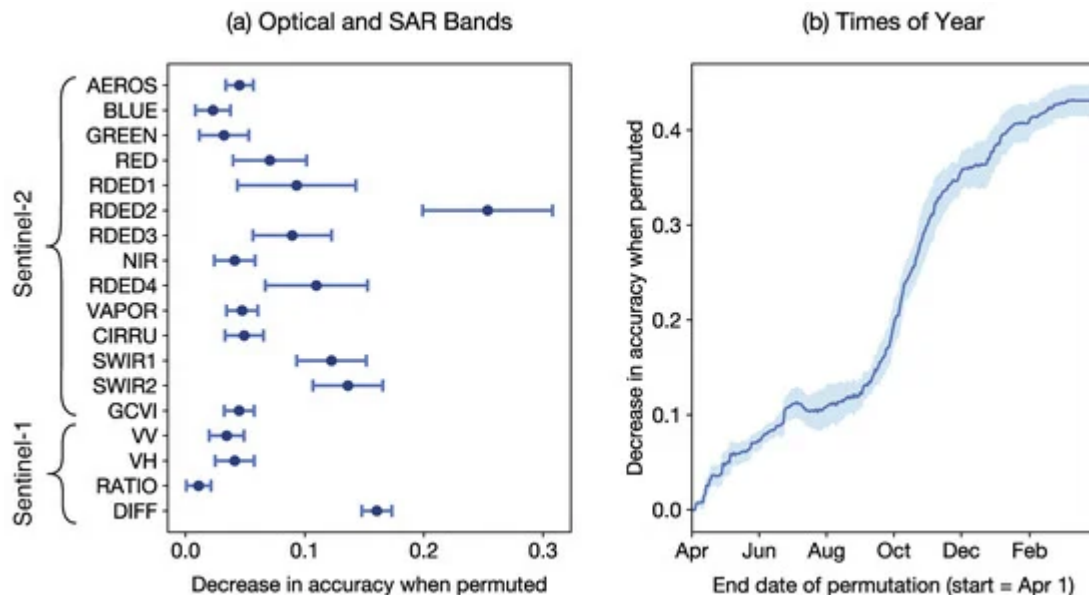 (a) Optical and SAR Bands
Sentinel-2
AEROS
BLUE
GREEN
RED
RDED1
RDED2
RDED3
NIR
RDED4
VAPOR
CIRRU
SWIR1
SWIR2
GCVI
Sentinel-1
VV
VH
RATIO
DIFF
0.0 0.1 0.2 0.3
Decrease in accuracy when permuted
(b) Times of Year
Decrease in accuracy when permuted
0.4
0.3
0.2
0.1
0.0
Apr Jun Aug Oct Dec Feb
End date of permutation (start = Apr 1)